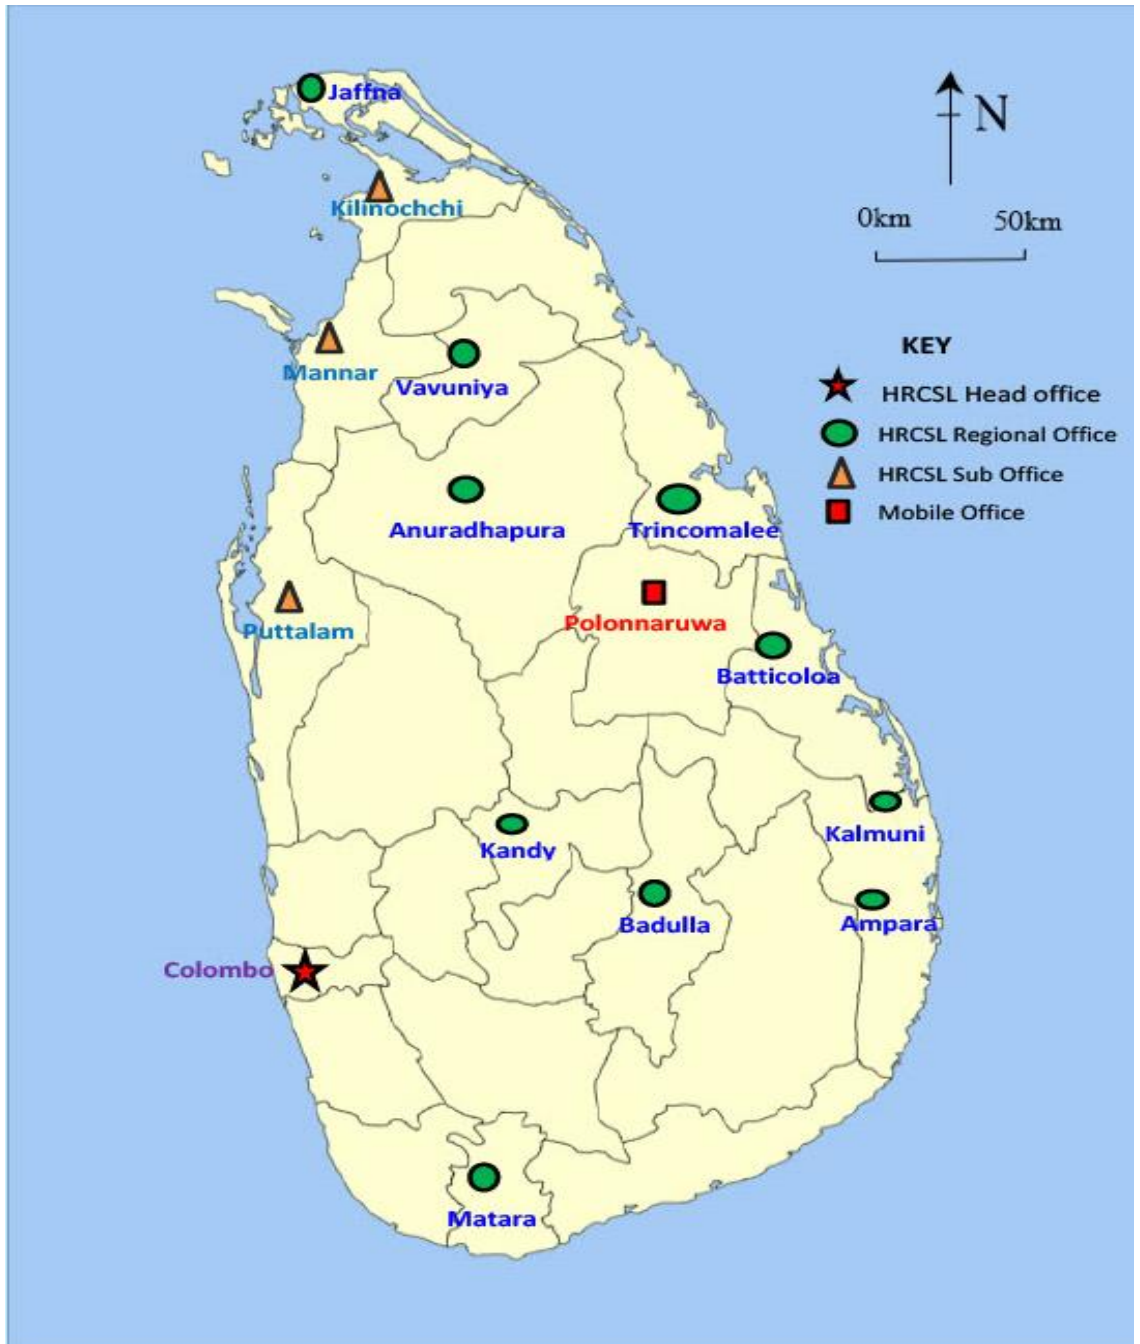 Jaffna
N
Kilinochchi
0km 50km
KEY
Mannar
Vavuniya
HRCSL Head office
HRCSL Regional Office
HRCSL Sub Office
Mobile Office
Anuradhapura
Trincomalee
Puttalam
Polonnaruwa
Batticoloa
Kandy
Kalmuni
Badulla
Ampara
Colombo
Matara